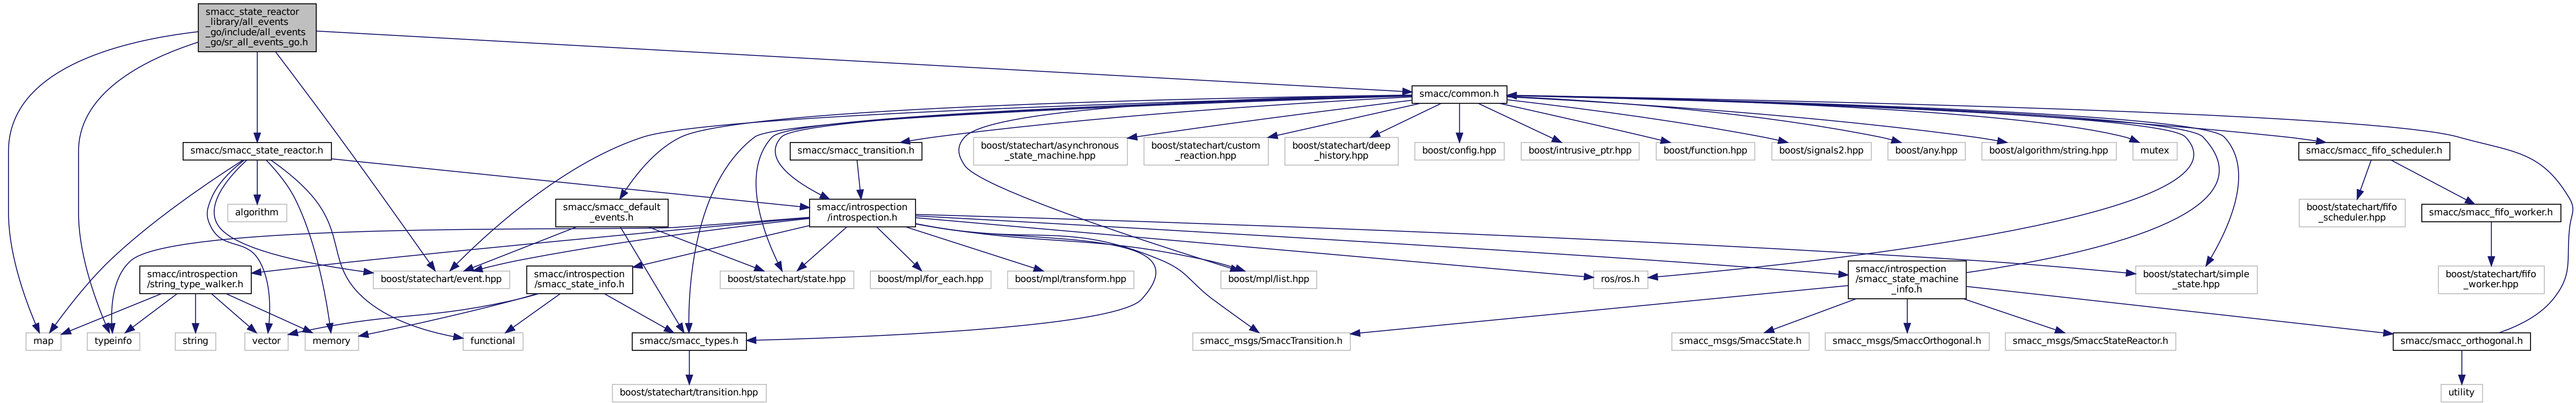 smacc_state_reactor
_library/all_events
_go/include/all_events
_go/sr_all_events_go.h
smacc/common.h
smacc/smacc_state_reactor.h
smacc/smacc_transition.h
boost/statechart/asynchronous
_state_machine.hpp
boost/statechart/custom
_reaction.hpp
boost/statechart/deep
_history.hpp
boost/config.hpp
boost/intrusive_ptr.hpp
boost/function.hpp
boost/signals2.hpp
boost/any.hpp
boost/algorithm/string.hpp
mutex
smacc/smacc_fifo_scheduler.h
algorithm
smacc/smacc_default
_events.h
smacc/introspection
/introspection.h
boost/statechart/fifo
_scheduler.hpp
smacc/smacc_fifo_worker.h
smacc/introspection
/string_type_walker.h
boost/statechart/event.hpp
smacc/introspection
/smacc_state_info.h
boost/statechart/state.hpp
boost/mpl/for_each.hpp
boost/mpl/transform.hpp
boost/mpl/list.hpp
ros/ros.h
smacc/introspection
/smacc_state_machine
_info.h
boost/statechart/simple
_state.hpp
boost/statechart/fifo
_worker.hpp
map
typeinfo
string
vector
memory
functional
smacc/smacc_types.h
smacc_msgs/SmaccTransition.h
smacc_msgs/SmaccState.h
smacc_msgs/SmaccOrthogonal.h
smacc_msgs/SmaccStateReactor.h
smacc/smacc_orthogonal.h
boost/statechart/transition.hpp
utility